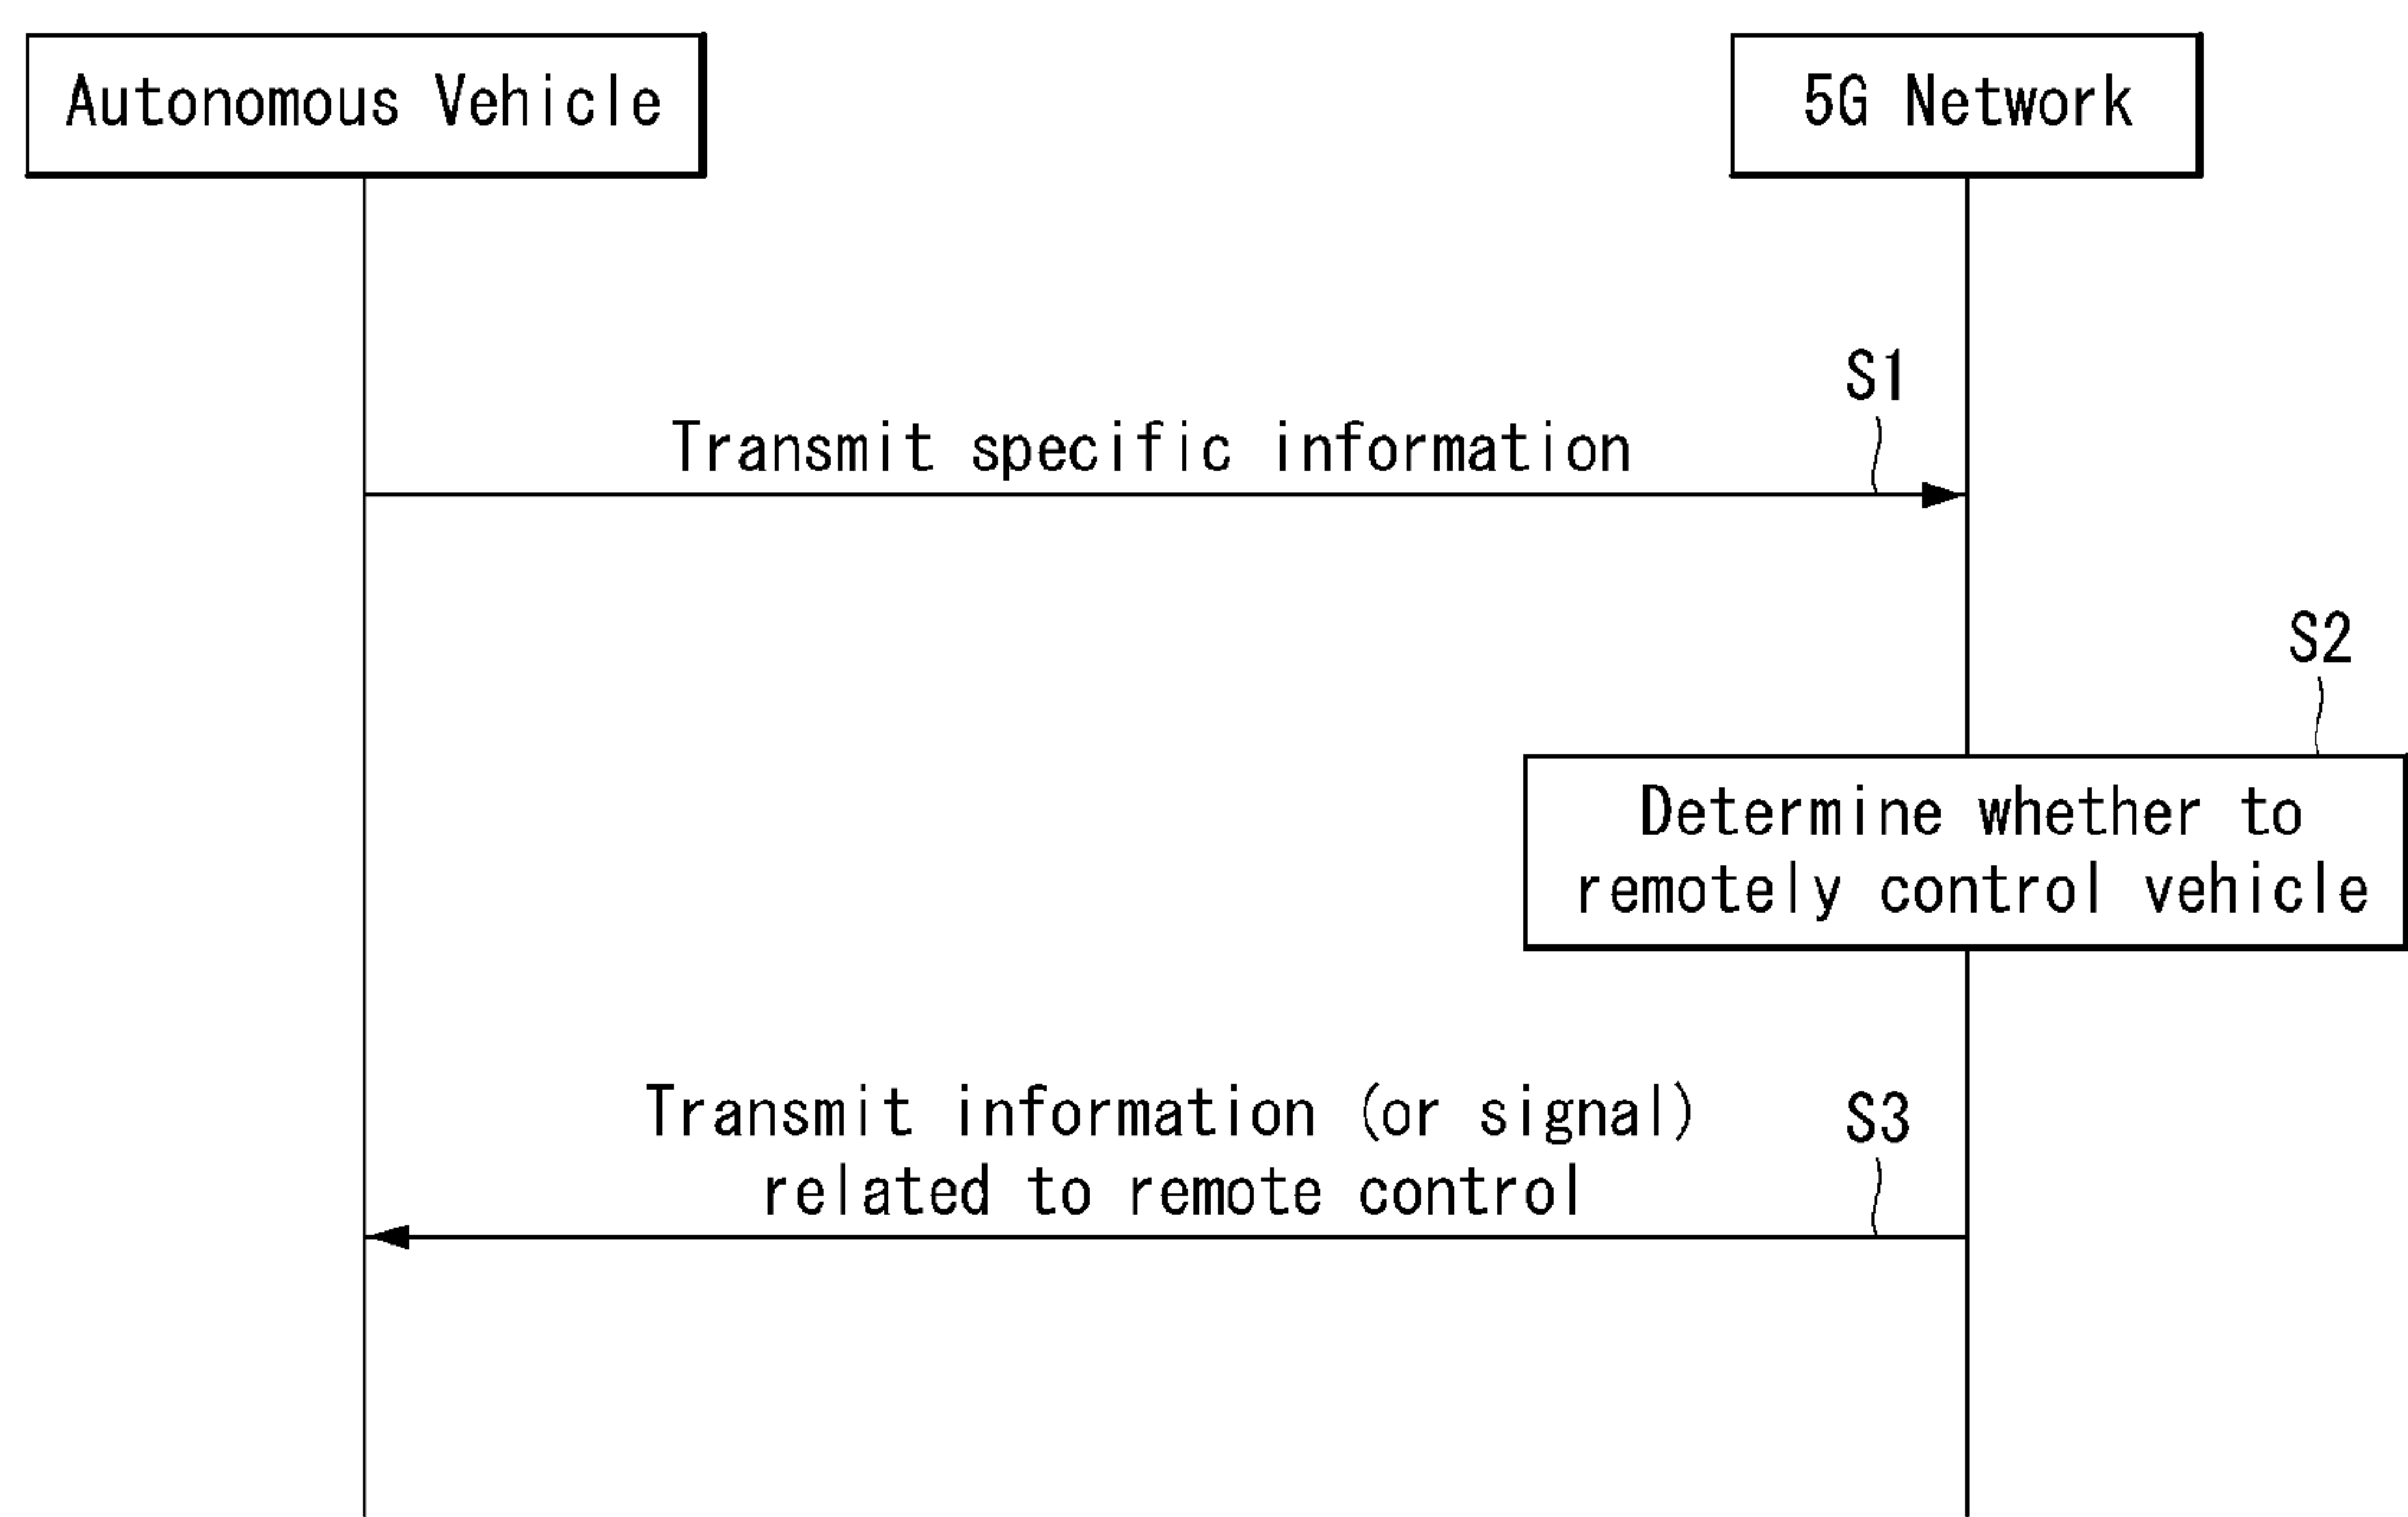 Autonomous Vehicle
5G Network
S1
Transmit specific information
S2
Determine whether to
remotely control vehicle
Transmit information (or signal)
related to remote control
S3